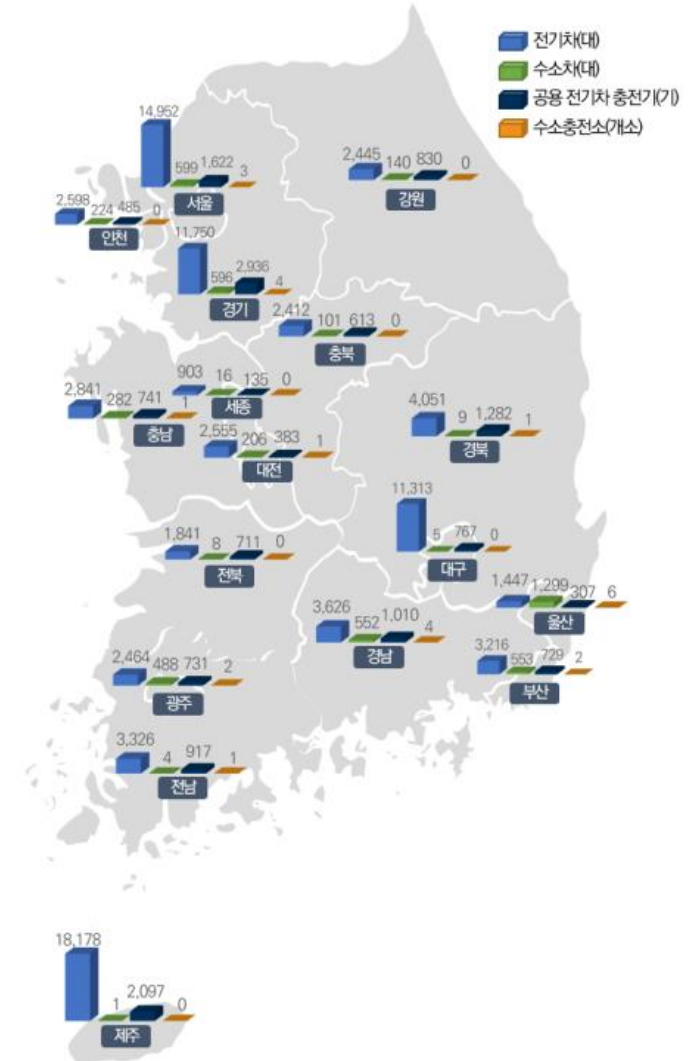 전기차(대)
수소차(대)
공용 전기차 충전기(기)
수소충전소(개소)
14,952 599 1,622 3
서울
2,445 140 830 0
강원
2,598 224 485 0
인천
11,750 596 2,936 4
경기
2,412 101 613 0
충북
903 16 135 0
세종
2,841 282 741 1
충남
2,555 206 383 1
대전
4,051 9 1,282 1
경북
11,313 5 767 0
대구
1,841 8 711 0
전북
1,447 1,299 307 6
울산
3,626 552 1,010 4
경남
3,216 553 729 2
부산
2,464 488 731 2
광주
3,326 4 917 1
전남
18,178 1 2,097 0
제주